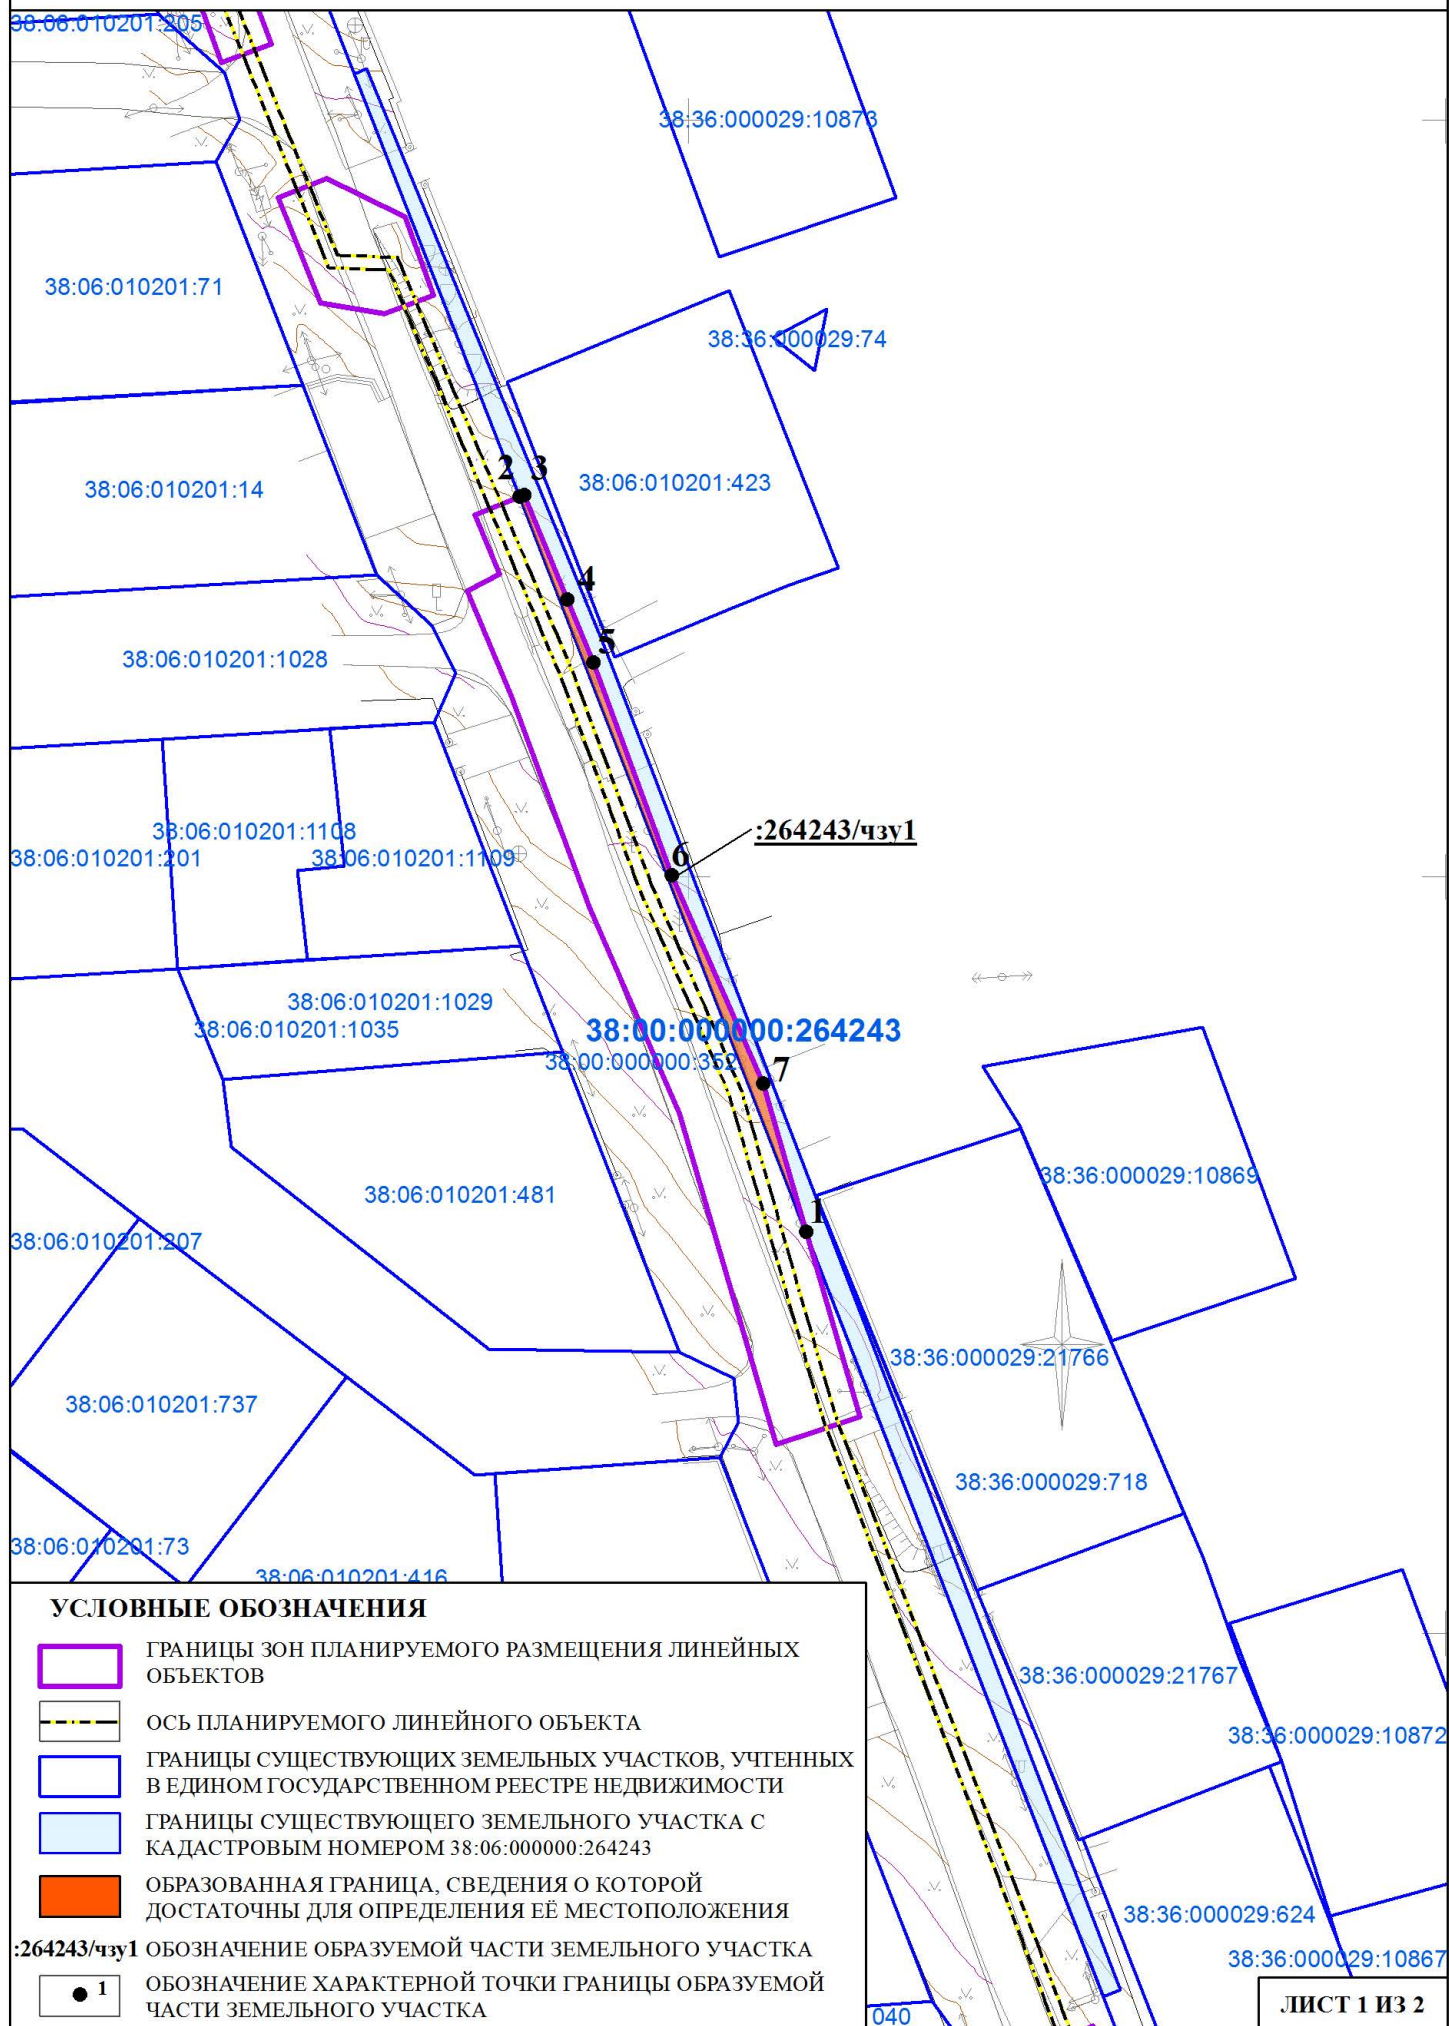 38:06:010201:205
38:36:000029:10873
38:06:010201:71
38:36:000029:74
2
3
38:06:010201:14
38:06:010201:423
4
5
38:06:010201:1028
:264243/чзу1
38:06:010201:1108
38:06:010201:201
38:06:010201:1109
6
38:06:010201:1029
38:06:010201:1035
38:00:000000:264243
38:00:000000:352
7
38:06:010201:481
38:36:000029:10869
1
38:06:010201:207
38:36:000029:21766
38:06:010201:737
38:36:000029:718
38:06:010201:73
38:06:010201:416
38:36:000029:21767
38:36:000029:10872
38:36:000029:624
38:36:000029:10867
040
УСЛОВНЫЕ ОБОЗНАЧЕНИЯ
ГРАНИЦЫ ЗОН ПЛАНИРУЕМОГО РАЗМЕЩЕНИЯ ЛИНЕЙНЫХ
ОБЪЕКТОВ
ОСЬ ПЛАНИРУЕМОГО ЛИНЕЙНОГО ОБЪЕКТА
ГРАНИЦЫ СУЩЕСТВУЮЩИХ ЗЕМЕЛЬНЫХ УЧАСТКОВ, УЧТЕННЫХ
В ЕДИНОМ ГОСУДАРСТВЕННОМ РЕЕСТРЕ НЕДВИЖИМОСТИ
ГРАНИЦЫ СУЩЕСТВУЮЩЕГО ЗЕМЕЛЬНОГО УЧАСТКА С
КАДАСТРОВЫМ НОМЕРОМ 38:06:000000:264243
ОБРАЗОВАННАЯ ГРАНИЦА, СВЕДЕНИЯ О КОТОРОЙ
ДОСТАТОЧНЫ ДЛЯ ОПРЕДЕЛЕНИЯ ЕЁ МЕСТОПОЛОЖЕНИЯ
:264243/чзу1 ОБОЗНАЧЕНИЕ ОБРАЗУЕМОЙ ЧАСТИ ЗЕМЕЛЬНОГО УЧАСТКА
1 ОБОЗНАЧЕНИЕ ХАРАКТЕРНОЙ ТОЧКИ ГРАНИЦЫ ОБРАЗУЕМОЙ
ЧАСТИ ЗЕМЕЛЬНОГО УЧАСТКА
ЛИСТ 1 ИЗ 2